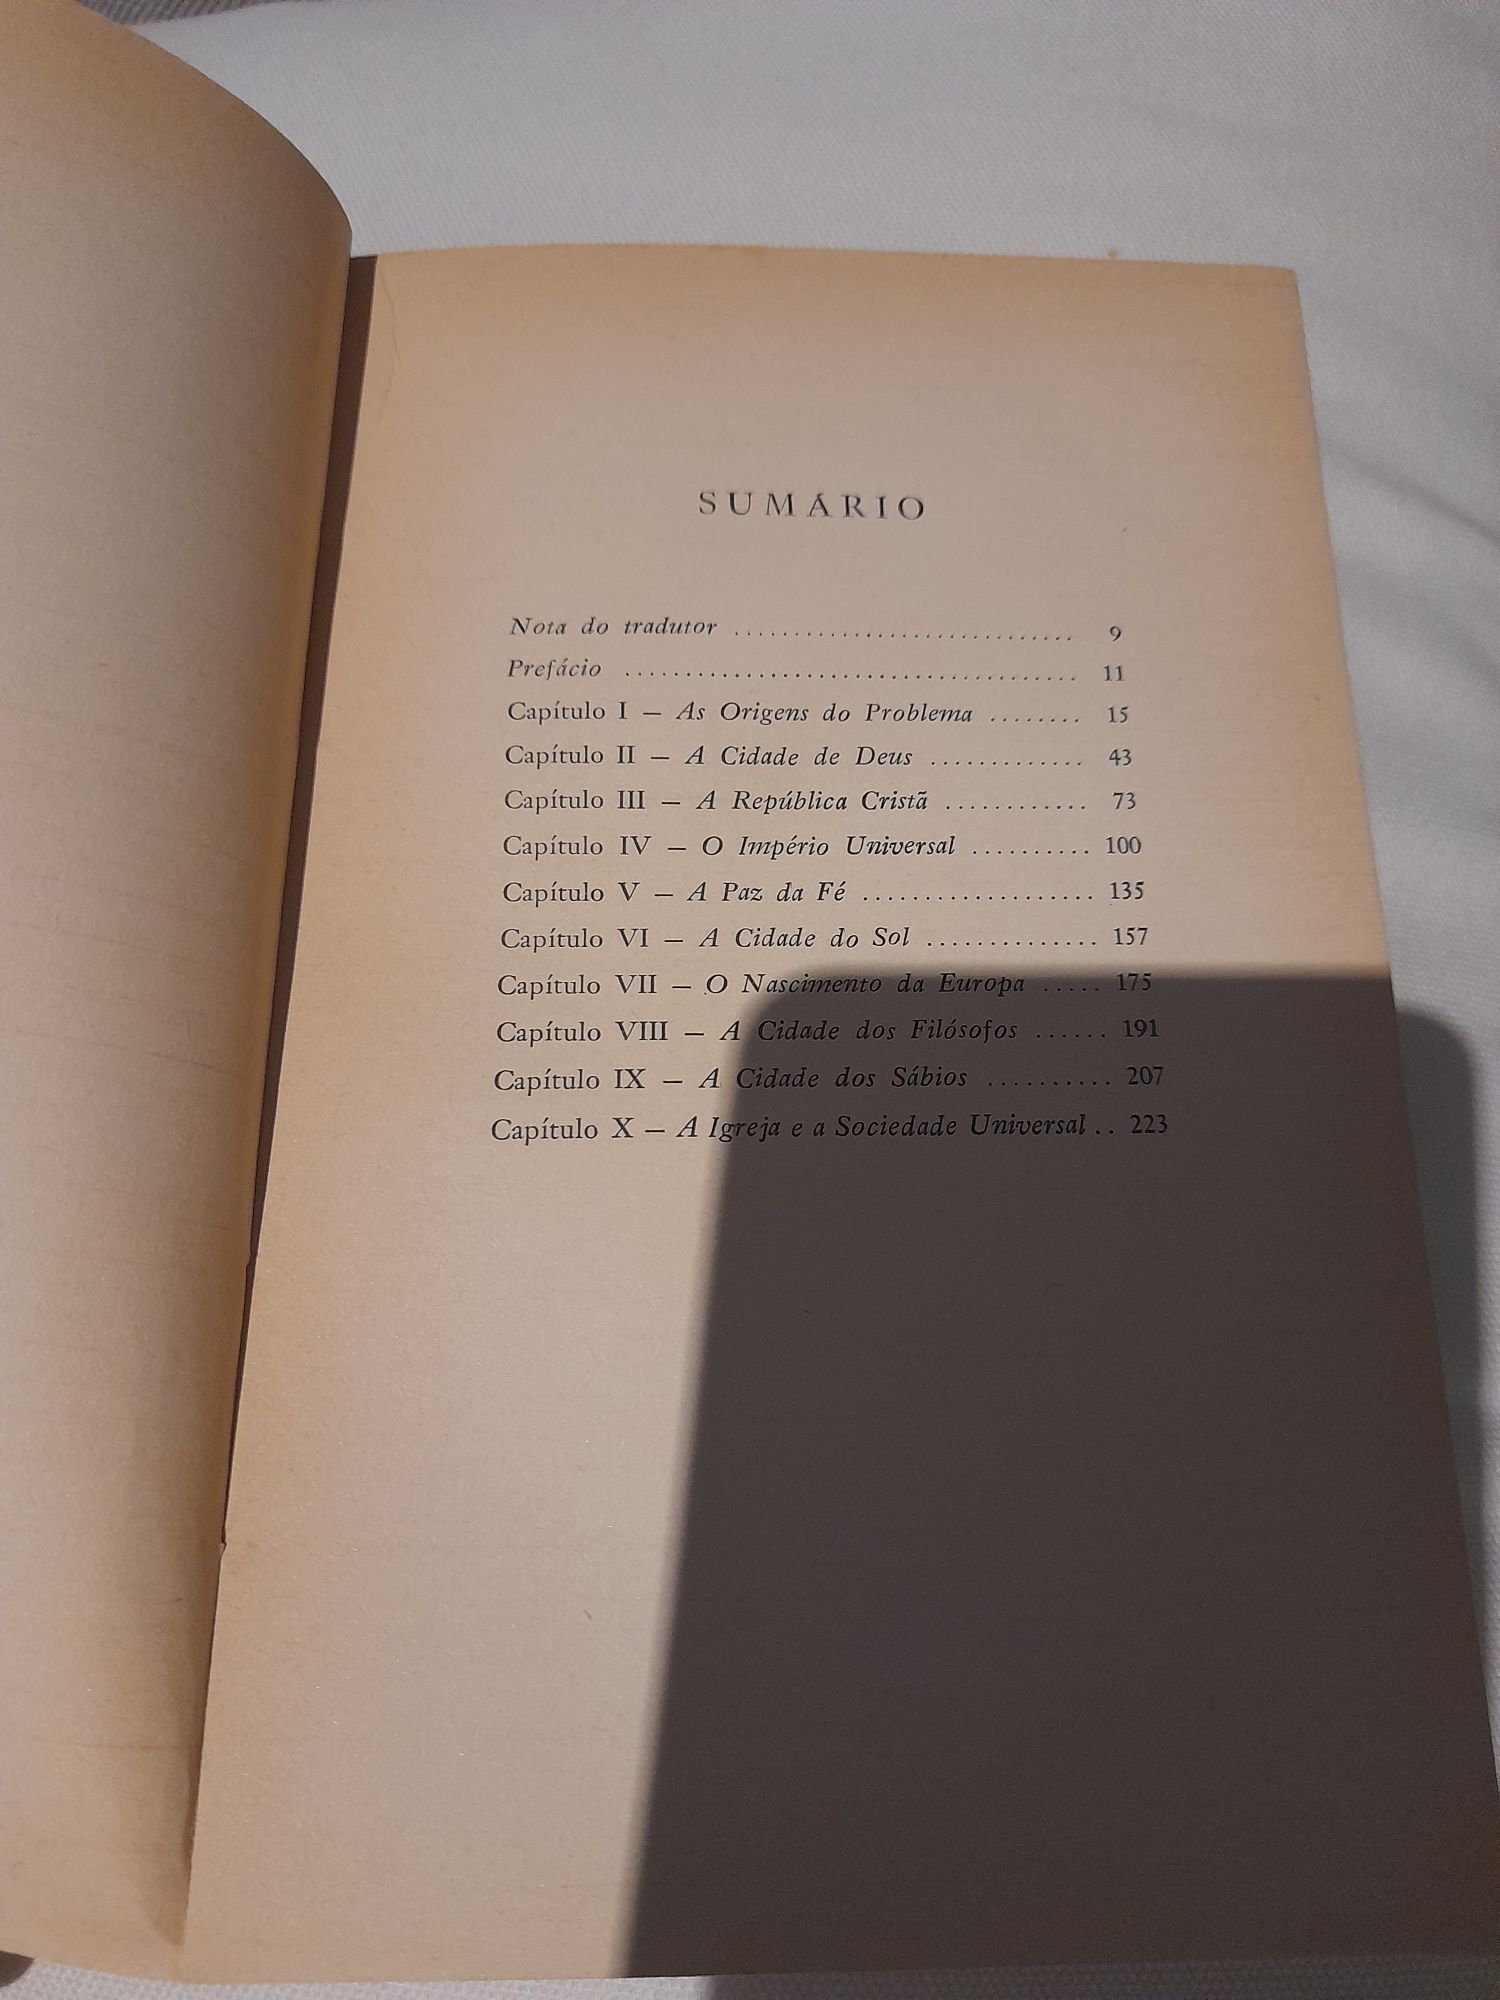 SUMÁRIO
Nota do tradutor ............................. 9
Prefácio ...................................... 11
Capítulo I — As Origens do Problema ........ 15
Capítulo II — A Cidade de Deus ............. 43
Capítulo III — A República Cristã ............ 73
Capítulo IV — O Império Universal .......... 100
Capítulo V — A Paz da Fé ................... 135
Capítulo VI — A Cidade do Sol .............. 157
Capítulo VII — O Nascimento da Europa ..... 175
Capítulo VIII — A Cidade dos Filósofos ...... 191
Capítulo IX — A Cidade dos Sábios .......... 207
Capítulo X — A Igreja e a Sociedade Universal .. 223